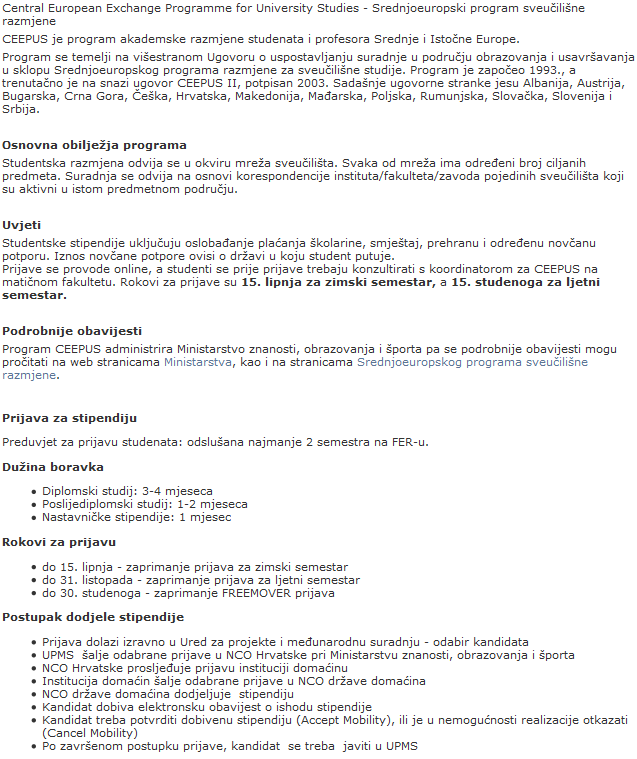 Central European Exchange Programme for University Studies - Srednjoeuropski program sveučilišne
razmjene
CEEPUS je program akademske razmjene studenata i profesora Srednje i Istočne Europe.
Program se temelji na višestranom Ugovoru o uspostavljanju suradnje u području obrazovanja i usavršavanja
u sklopu Srednjoeuropskog programa razmjene za sveučilišne studije. Program je započeo 1993., a
trenutačno je na snazi ugovor CEEPUS II, potpisan 2003. Sadašnje ugovorne stranke jesu Albanija, Austrija,
Bugarska, Crna Gora, Češka, Hrvatska, Makedonija, Mađarska, Poljska, Rumunjska, Slovačka, Slovenija i
Srbija.
Osnovna obilježja programa
Studentska razmjena odvija se u okviru mreža sveučilišta. Svaka od mreža ima određeni broj ciljanih
predmeta. Suradnja se odvija na osnovi korespondencije instituta/fakulteta/zavoda pojedinih sveučilišta koji
su aktivni u istom predmetnom području.
Uvjeti
Studentske stipendije uključuju oslobađanje plaćanja školarine, smještaj, prehranu i određenu novčanu
potporu. Iznos novčane potpore ovisi o državi u koju student putuje.
Prijave se provode online, a studenti se prije prijave trebaju konzultirati s koordinatorom za CEEPUS na
matičnom fakultetu. Rokovi za prijave su 15. lipnja za zimski semestar, a 15. studenoga za ljetni
semestar.
Podrobnije obavijesti
Program CEEPUS administrira Ministarstvo znanosti, obrazovanja i športa pa se podrobnije obavijesti mogu
pročitati na web stranicama Ministarstva, kao i na stranicama Srednjoeuropskog programa sveučilišne
razmjene.
Prijava za stipendiju
Preduvjet za prijavu studenata: odslušana najmanje 2 semestra na FER-u.
Dužina boravka
• Diplomski studij: 3-4 mjeseca
• Poslijediplomski studij: 1-2 mjeseca
• Nastavničke stipendije: 1 mjesec
Rokovi za prijavu
• do 15. lipnja - zaprimanje prijava za zimski semestar
• do 31. listopada - zaprimanje prijava za ljetni semestar
• do 30. studenoga - zaprimanje FREEMOVER prijava
Postupak dodjele stipendije
• Prijava dolazi izravno u Ured za projekte i međunarodnu suradnju - odabir kandidata
• UPMS šalje odabrane prijave u NCO Hrvatske pri Ministarstvu znanosti, obrazovanja i športa
• NCO Hrvatske prosljeđuje prijavu instituciji domaćinu
• Institucija domaćin šalje odabrane prijave u NCO države domaćina
• NCO države domaćina dodjeljuje stipendiju
• Kandidat dobiva elektronsku obavijest o ishodu stipendije
• Kandidat treba potvrditi dobivenu stipendiju (Accept Mobility), ili je u nemogućnosti realizacije otkazati
(Cancel Mobility)
• Po završenom postupku prijave, kandidat se treba javiti u UPMS